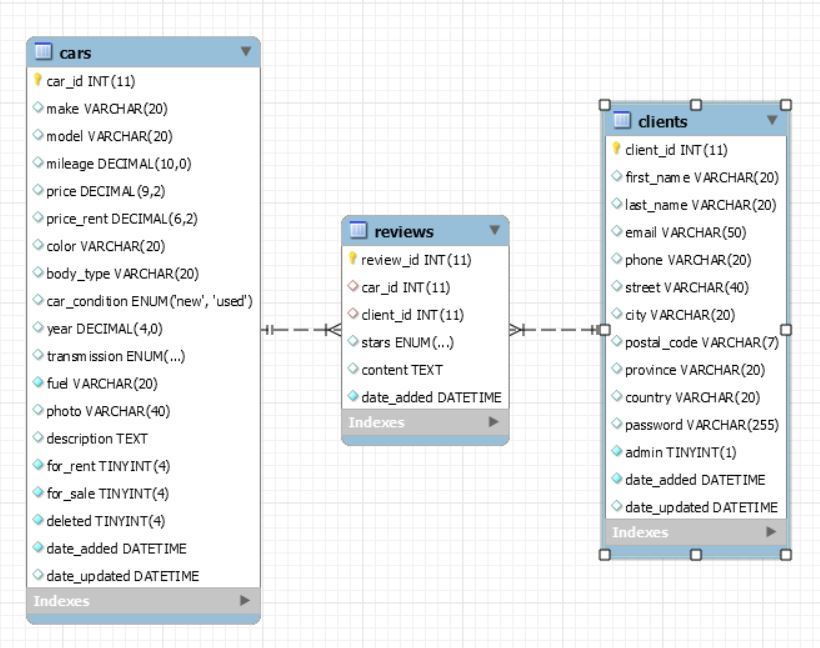 cars
car_id INT(11)
make VARCHAR(20)
model VARCHAR(20)
mileage DECIMAL(10,0)
price DECIMAL(9,2)
price_rent DECIMAL(6,2)
color VARCHAR(20)
body_type VARCHAR(20)
car_condition ENUM('new', 'used')
year DECIMAL(4,0)
transmission ENUM(...)
fuel VARCHAR(20)
photo VARCHAR(40)
description TEXT
for_rent TINYINT(4)
for_sale TINYINT(4)
deleted TINYINT(4)
date_added DATETIME
date_updated DATETIME
Indexes
reviews
review_id INT(11)
car_id INT(11)
client_id INT(11)
stars ENUM(...)
content TEXT
date_added DATETIME
Indexes
clients
client_id INT(11)
first_name VARCHAR(20)
last_name VARCHAR(20)
email VARCHAR(50)
phone VARCHAR(20)
street VARCHAR(40)
city VARCHAR(20)
postal_code VARCHAR(7)
province VARCHAR(20)
country VARCHAR(20)
password VARCHAR(255)
admin TINYINT(1)
date_added DATETIME
date_updated DATETIME
Indexes